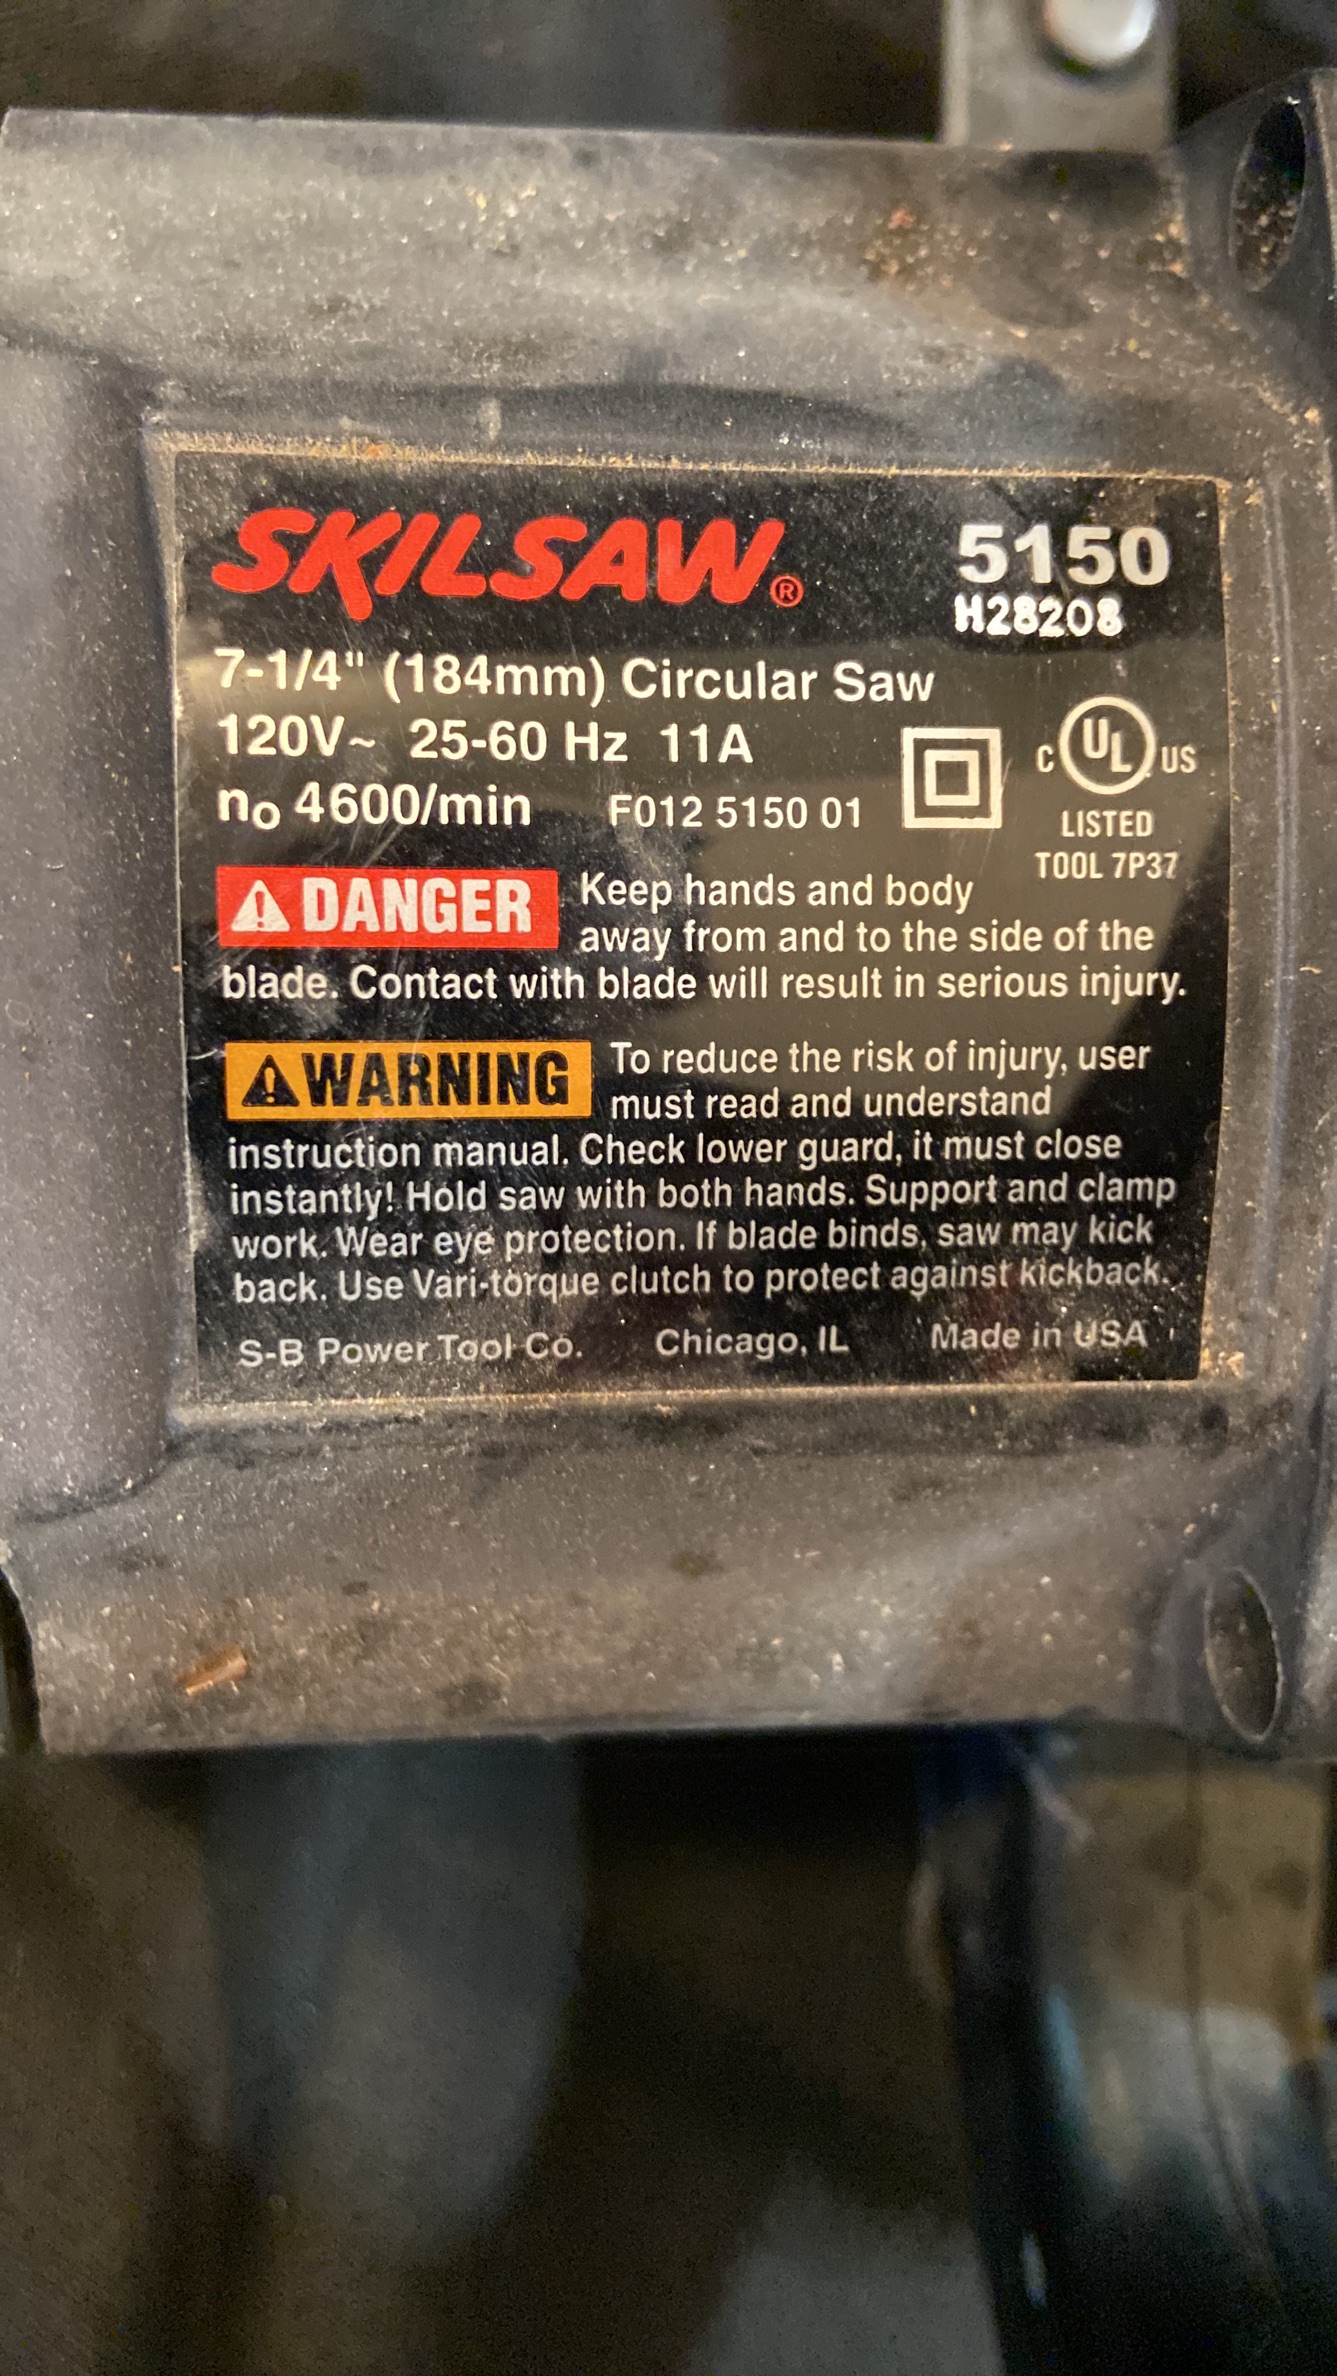 SKILSAW®
5150
H28208
7-1/4" (184mm) Circular Saw
120V~ 25-60 Hz 11A
no 4600/min F012 5150 01
C UL US
LISTED
TOOL 7P37
DANGER Keep hands and body
away from and to the side of the
blade. Contact with blade will result in serious injury.
WARNING To reduce the risk of injury, user
must read and understand
instruction manual. Check lower guard, it must close
instantly! Hold saw with both hands. Support and clamp
work. Wear eye protection. If blade binds, saw may kick
back. Use Vari-torque clutch to protect against kickback.
S-B Power Tool Co. Chicago, IL Made in USA